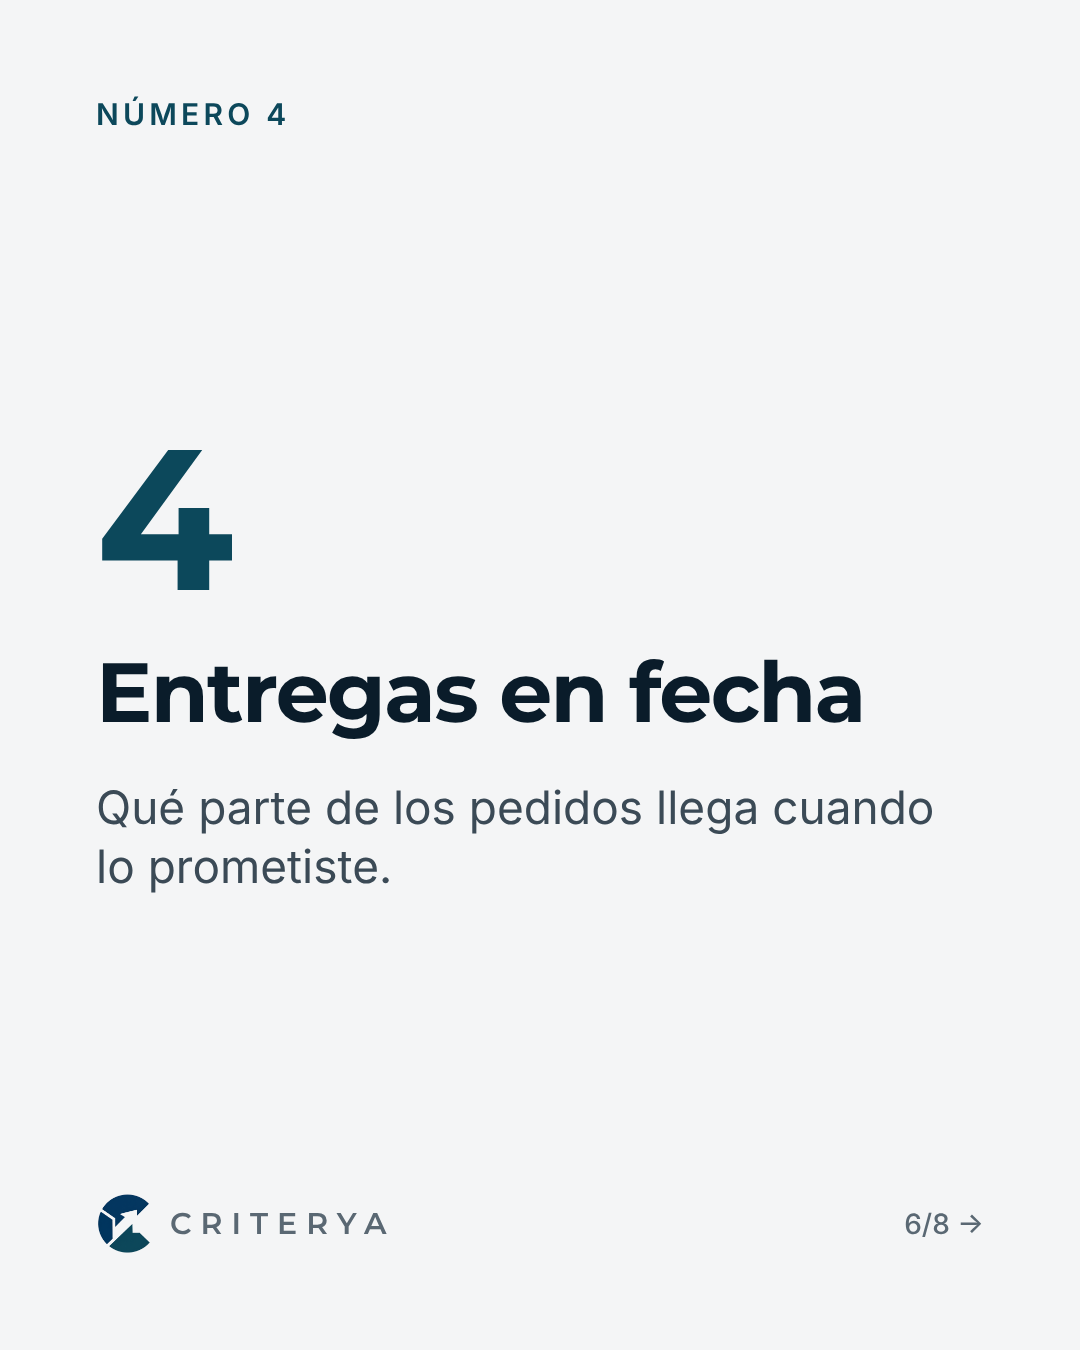 NÚMERO 4
4
Entregas en fecha
Qué parte de los pedidos llega cuando
lo prometiste.
CRITERYA
6/8 →